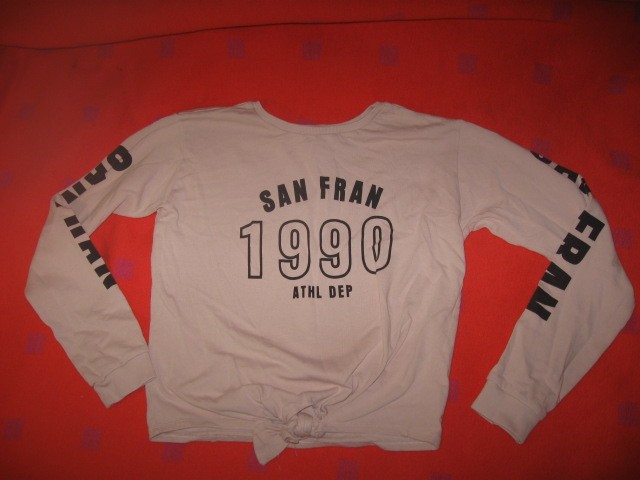 SAN FRAN
1990
ATHL DEP
FRAN